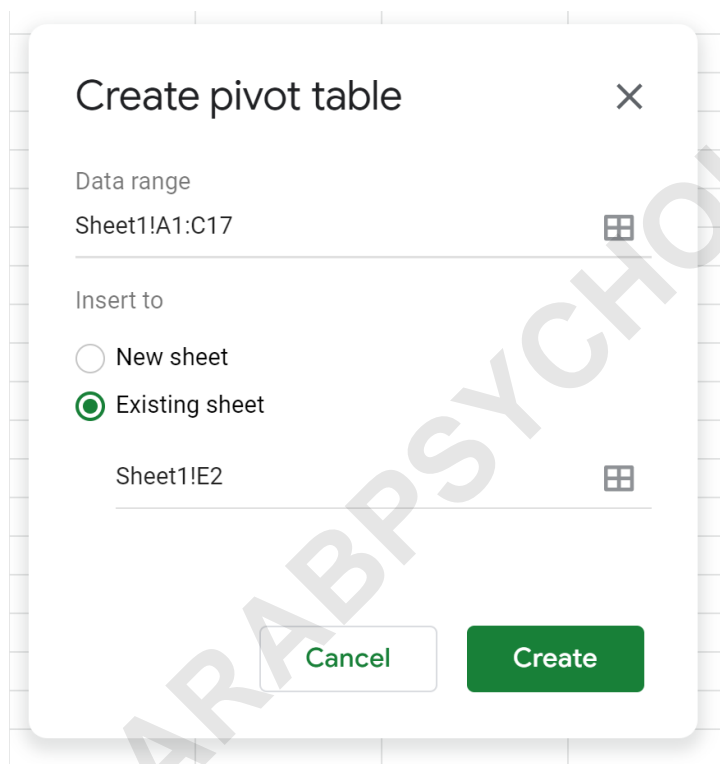 Create pivot table
Data range
Sheet1!A1:C17
Insert to
New sheet
Existing sheet
Sheet1!E2
Cancel
Create
ARABPSYCHO